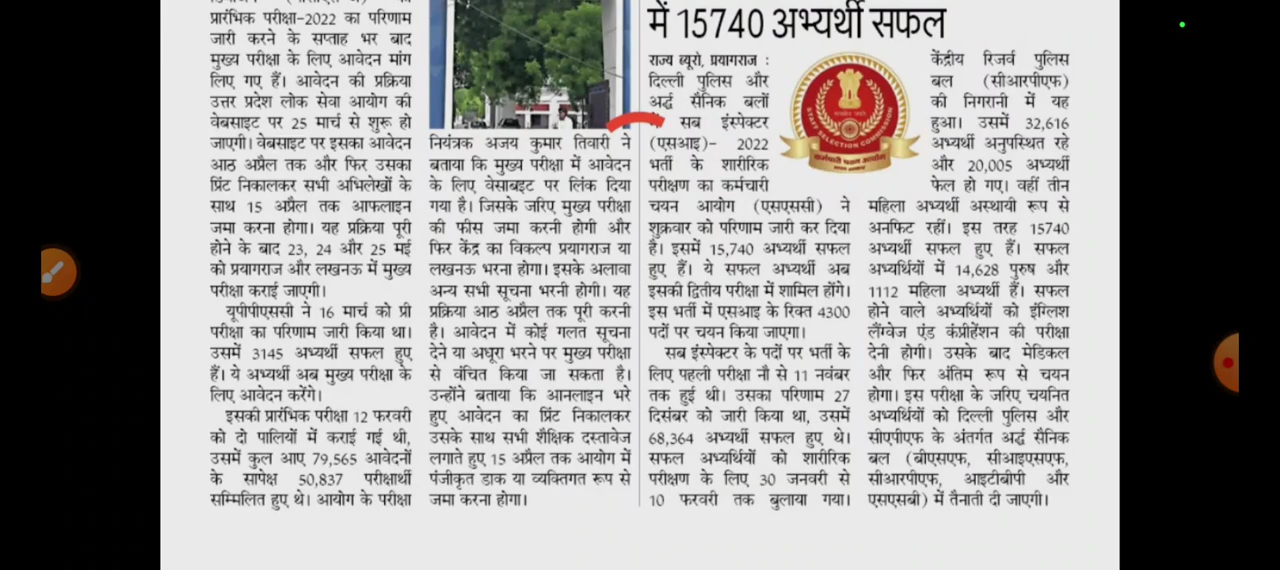 प्रारंभिक परीक्षा-2022 का परिणाम
जारी करने के सप्ताह भर बाद
मुख्य परीक्षा के लिए आवेदन मांग
लिए गए हैं। आवेदन की प्रक्रिया
उत्तर प्रदेश लोक सेवा आयोग की
वेबसाइट पर 25 मार्च से शुरू हो
जाएगी। वेबसाइट पर इसका आवेदन
आठ अप्रैल तक और फिर उसका
प्रिंट निकालकर सभी अभिलेखों के
साथ 15 अप्रैल तक आफलाइन
जमा करना होगा। यह प्रक्रिया पूरी
होने के बाद 23, 24 और 25 मई
को प्रयागराज और लखनऊ में मुख्य
परीक्षा कराई जाएगी।
यूपीपीएससी ने 16 मार्च को प्री
परीक्षा का परिणाम जारी किया था।
उसमें 3145 अभ्यर्थी सफल हुए
हैं। ये अभ्यर्थी अब मुख्य परीक्षा के
लिए आवेदन करेंगे।
इसकी प्रारंभिक परीक्षा 12 फरवरी
को दो पालियों में कराई गई थी,
उसमें कुल आए 79,565 आवेदनों
के सापेक्ष 50,837 परीक्षार्थी
सम्मिलित हुए थे। आयोग के परीक्षा
नियंत्रक अजय कुमार तिवारी ने
बताया कि मुख्य परीक्षा में आवेदन
के लिए वेसाबइट पर लिंक दिया
गया है। जिसके जरिए मुख्य परीक्षा
की फीस जमा करनी होगी और
फिर केंद्र का विकल्प प्रयागराज या
लखनऊ भरना होगा। इसके अलावा
अन्य सभी सूचना भरनी होगी। यह
प्रक्रिया आठ अप्रैल तक पूरी करनी
है। आवेदन में कोई गलत सूचना
देने या अधूरा भरने पर मुख्य परीक्षा
से वंचित किया जा सकता है।
उन्होंने बताया कि आनलाइन भरे
हुए आवेदन का प्रिंट निकालकर
उसके साथ सभी शैक्षिक दस्तावेज
लगाते हुए 15 अप्रैल तक आयोग में
पंजीकृत डाक या व्यक्तिगत रूप से
जमा करना होगा।
में 15740 अभ्यर्थी सफल
राज्य ब्यूरो, प्रयागराज :
दिल्ली पुलिस और
अर्द्ध सैनिक बलों
सब इंस्पेक्टर
(एसआइ)- 2022
भर्ती के शारीरिक
परीक्षण का कर्मचारी
चयन आयोग (एसएससी) ने
शुक्रवार को परिणाम जारी कर दिया
है। इसमें 15,740 अभ्यर्थी सफल
हुए हैं। ये सफल अभ्यर्थी अब
इसकी द्वितीय परीक्षा में शामिल होंगे।
इस भर्ती में एसआइ के रिक्त 4300
पदों पर चयन किया जाएगा।
सब इंस्पेक्टर के पदों पर भर्ती के
लिए पहली परीक्षा नौ से 11 नवंबर
तक हुई थी। उसका परिणाम 27
दिसंबर को जारी किया था, उसमें
68,364 अभ्यर्थी सफल हुए थे।
सफल अभ्यर्थियों को शारीरिक
परीक्षण के लिए 30 जनवरी से
10 फरवरी तक बुलाया गया।
STAFF SELECTION COMMISSION
कर्मचारी चयन आयोग
केंद्रीय रिजर्व पुलिस
बल (सीआरपीएफ)
की निगरानी में यह
हुआ। उसमें 32,616
अभ्यर्थी अनुपस्थित रहे
और 20,005 अभ्यर्थी
फेल हो गए। वहीं तीन
महिला अभ्यर्थी अस्थायी रूप से
अनफिट रहीं। इस तरह 15740
अभ्यर्थी सफल हुए हैं। सफल
अभ्यर्थियों में 14,628 पुरुष और
1112 महिला अभ्यर्थी हैं। सफल
होने वाले अभ्यर्थियों को इंग्लिश
लैंग्वेज एंड कंप्रीहेंशन की परीक्षा
देनी होगी। उसके बाद मेडिकल
और फिर अंतिम रूप से चयन
होगा। इस परीक्षा के जरिए चयनित
अभ्यर्थियों को दिल्ली पुलिस और
सीएपीएफ के अंतर्गत अर्द्ध सैनिक
बल (बीएसएफ, सीआइएसएफ,
सीआरपीएफ, आइटीबीपी और
एसएसबी) में तैनाती दी जाएगी।